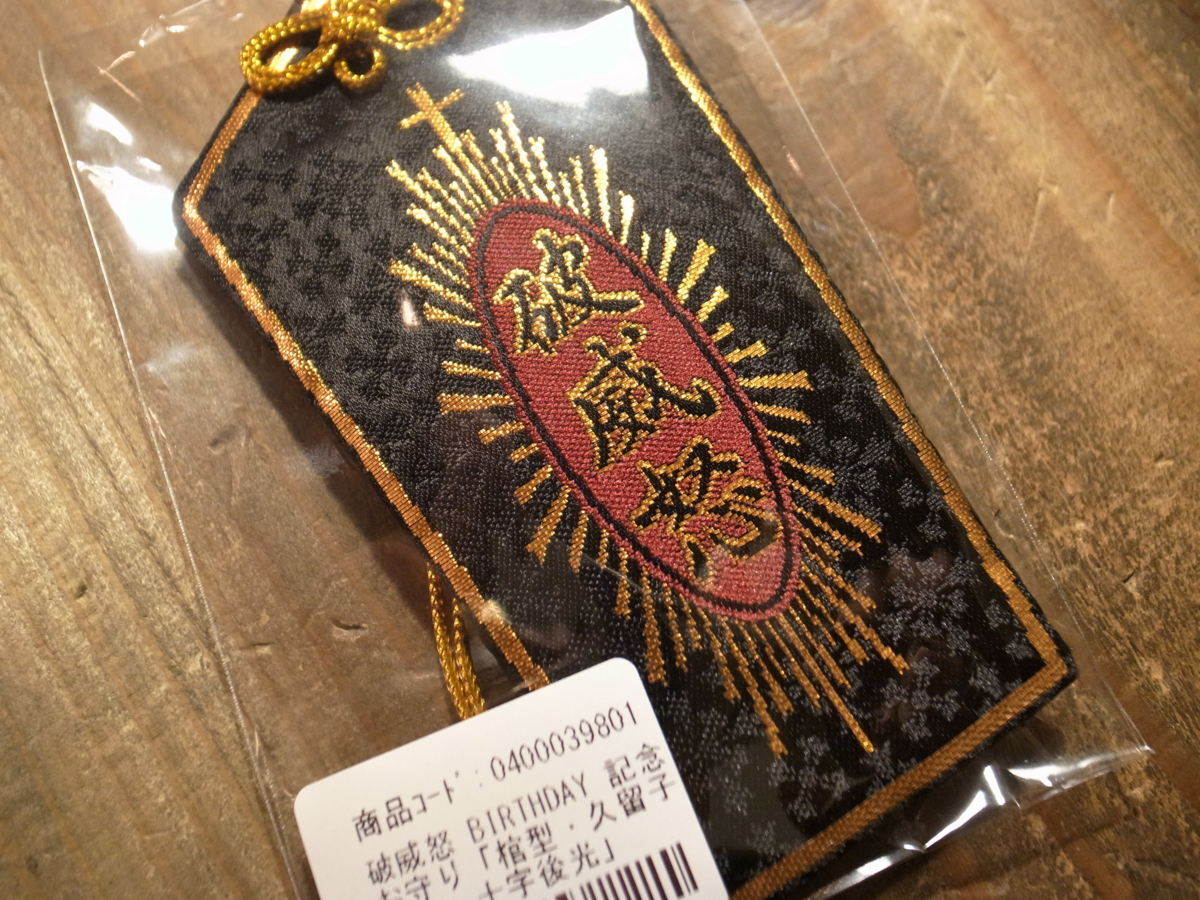 破威怒
商品ｺｰﾄﾞ:0400039801
破威怒 BIRTHDAY 記念
お守り「棺型・久留子
十字後光」